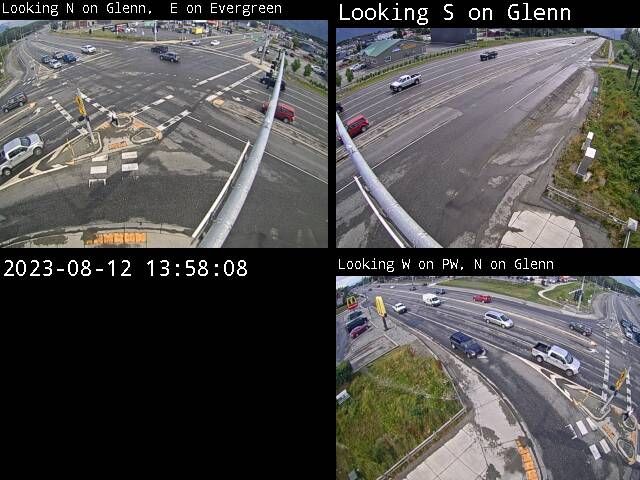 Looking N on Glenn, E on Evergreen
Looking S on Glenn
2023-08-12 13:58:08
Looking W on PW, N on Glenn